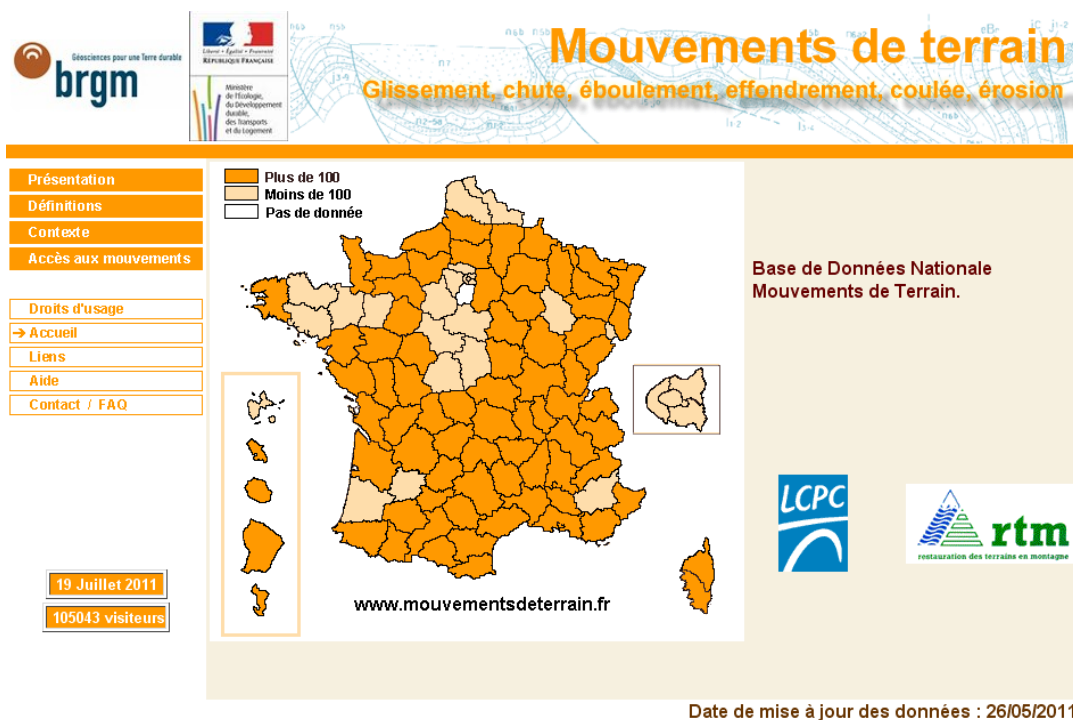 Géosciences pour une Terre durable
brgm
Liberté • Égalité • Fraternité
RÉPUBLIQUE FRANÇAISE
Ministère
de l'Écologie,
du Développement
durable,
des Transports
et du Logement
Mouvements de terrain
Glissement, chute, éboulement, effondrement, coulée, érosion
Présentation
Définitions
Contexte
Accès aux mouvements
Droits d'usage
→ Accueil
Liens
Aide
Contact / FAQ
19 Juillet 2011
105043 visiteurs
Plus de 100
Moins de 100
Pas de donnée
www.mouvementsdeterrain.fr
Base de Données Nationale
Mouvements de Terrain.
LCPC
rtm
restauration des terrains en montagne
Date de mise à jour des données : 26/05/2011